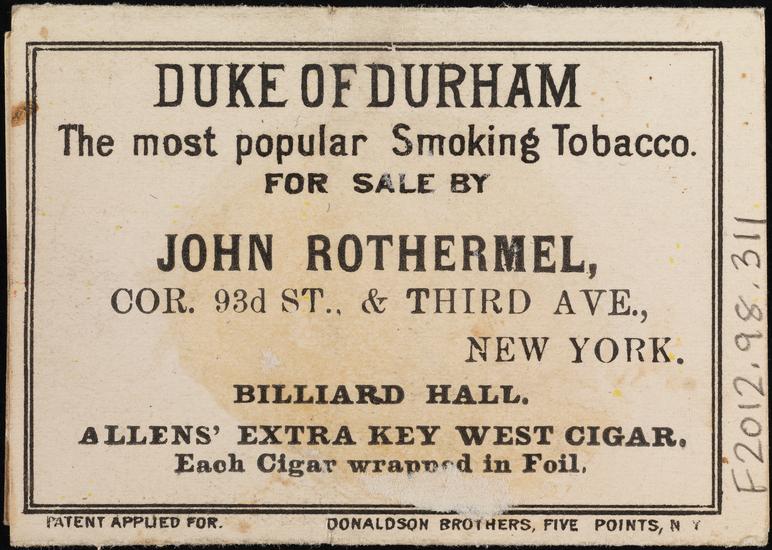 DUKE OF DURHAM
The most popular Smoking Tobacco.
FOR SALE BY
JOHN ROTHERMEL,
COR. 93d ST., & THIRD AVE.,
NEW YORK.
BILLIARD HALL.
ALLENS' EXTRA KEY WEST CIGAR.
Each Cigar wrapped in Foil.
PATENT APPLIED FOR.
DONALDSON BROTHERS, FIVE POINTS, N Y
F2012.98.311